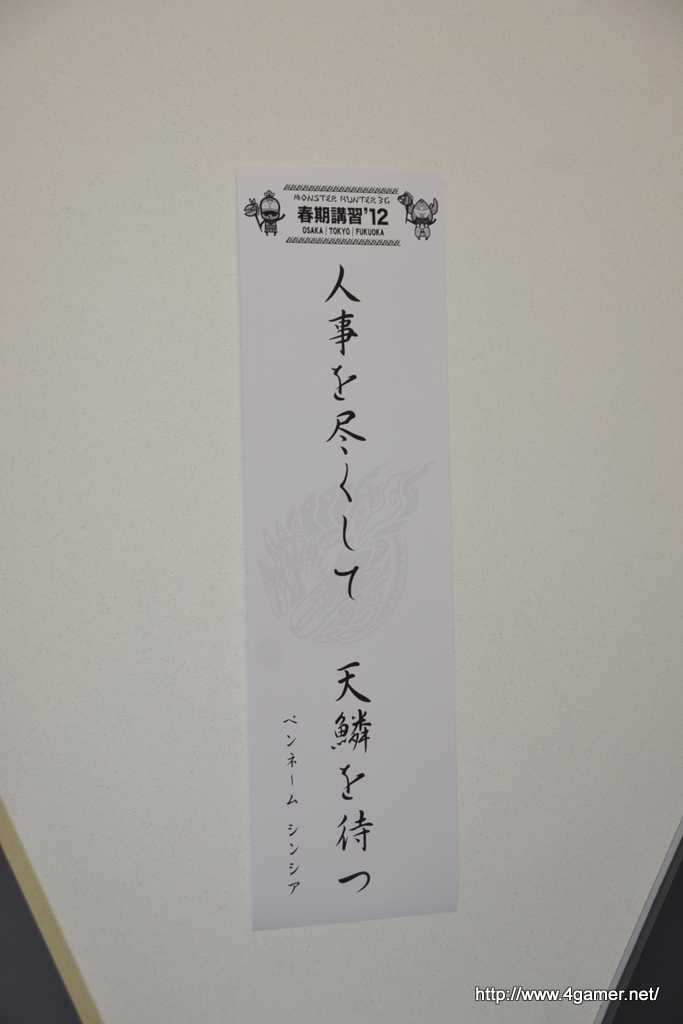 MONSTER HUNTER 3G
春期講習'12
OSAKA / TOKYO / FUKUOKA
人事を尽くして 天鱗を待つ
ペンネーム シンシア
http://www.4gamer.net/